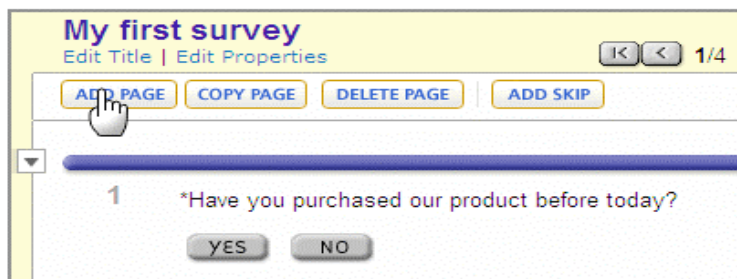 My first survey
Edit Title | Edit Properties
1/4
ADD PAGE COPY PAGE DELETE PAGE ADD SKIP
1 *Have you purchased our product before today?
YES NO